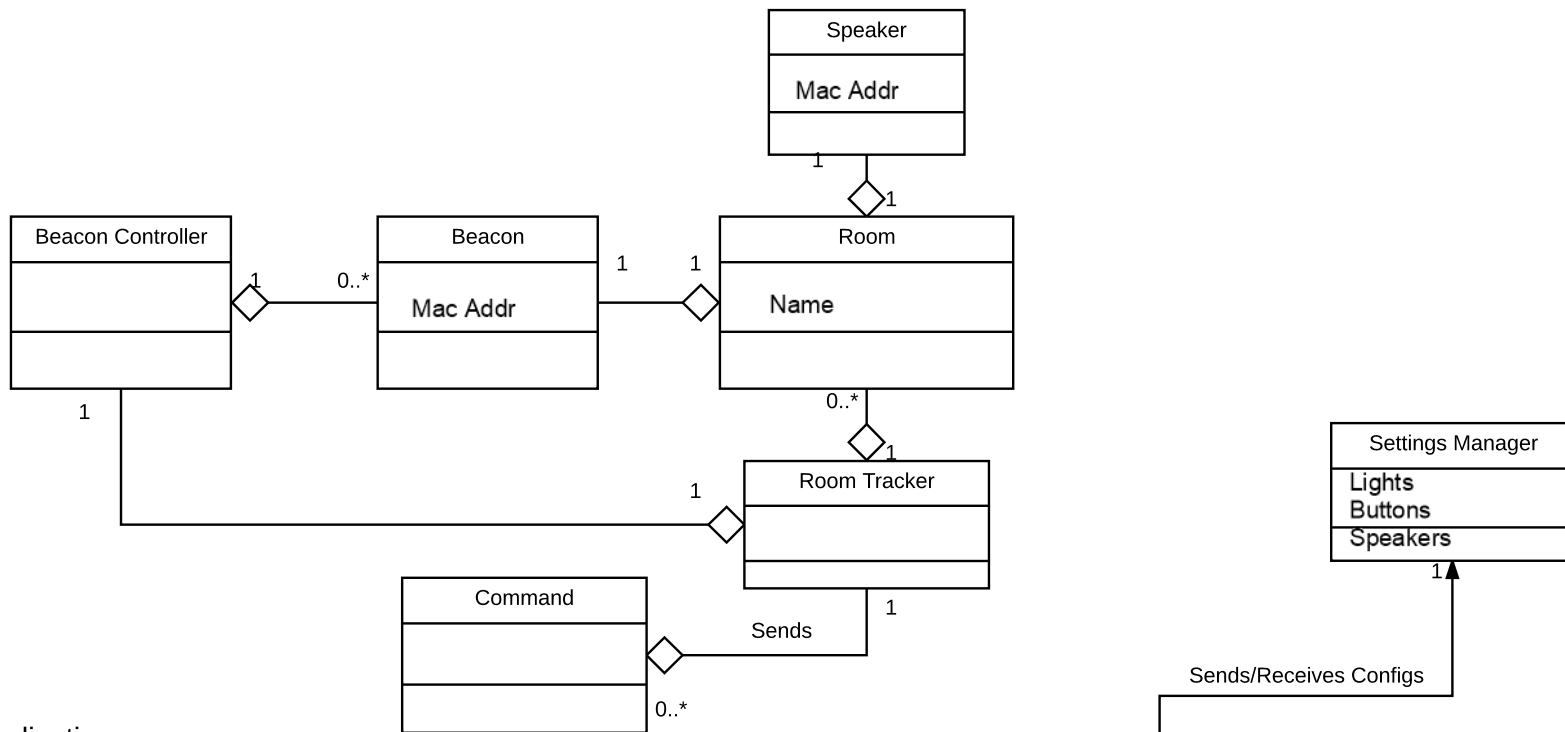 Speaker
Mac Addr
1
1
Beacon Controller
Beacon
Room
1
0..*
1
1
Mac Addr
Name
1
0..*
1
Settings Manager
Lights
Buttons
Speakers
1
1
Room Tracker
Command
1
Sends
Sends/Receives Configs
0..*